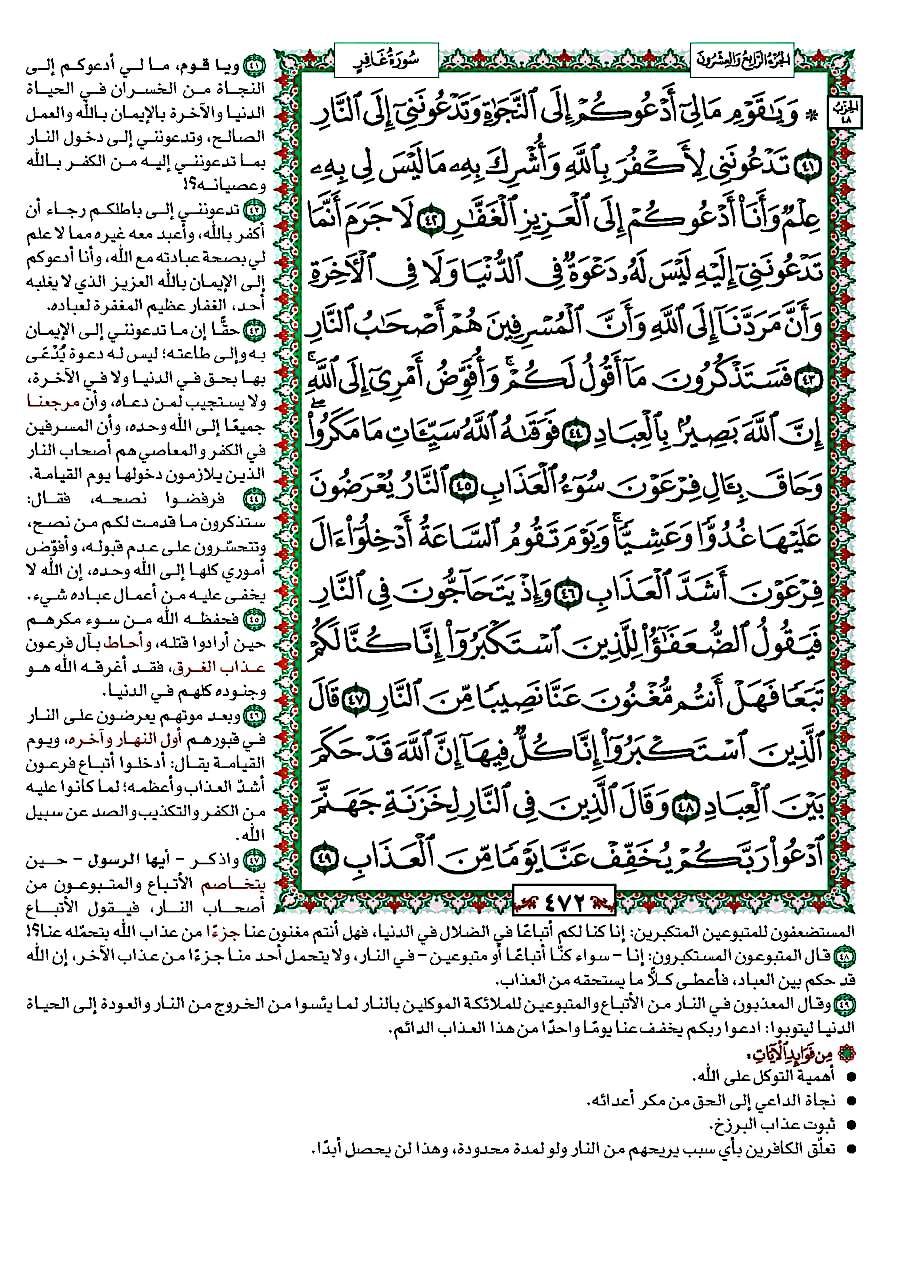 الجزء الرابع والعشرون
سورة غافر
الحزب
٤٨
* وَيَٰقَوْمِ مَالِىٓ أَدْعُوكُمْ إِلَى ٱلنَّجَوٰةِ وَتَدْعُونَنِىٓ إِلَى ٱلنَّارِ
٤١ تَدْعُونَنِى لِأَكْفُرَ بِٱللَّهِ وَأُشْرِكَ بِهِۦ مَا لَيْسَ لِى بِهِۦ
عِلْمٌ وَأَنَا۠ أَدْعُوكُمْ إِلَى ٱلْعَزِيزِ ٱلْغَفَّٰرِ ٤٢ لَا جَرَمَ أَنَّمَا
تَدْعُونَنِىٓ إِلَيْهِ لَيْسَ لَهُۥ دَعْوَةٌ فِى ٱلدُّنْيَا وَلَا فِى ٱلْأٓخِرَةِ
وَأَنَّ مَرَدَّنَآ إِلَى ٱللَّهِ وَأَنَّ ٱلْمُسْرِفِينَ هُمْ أَصْحَٰبُ ٱلنَّارِ
٤٣ فَسَتَذْكُرُونَ مَآ أَقُولُ لَكُمْ ۚ وَأُفَوِّضُ أَمْرِىٓ إِلَى ٱللَّهِ ۚ
إِنَّ ٱللَّهَ بَصِيرٌۢ بِٱلْعِبَادِ ٤٤ فَوَقَىٰهُ ٱللَّهُ سَيِّـَٔاتِ مَا مَكَرُوا۟ ۖ
وَحَاقَ بِـَٔالِ فِرْعَوْنَ سُوٓءُ ٱلْعَذَابِ ٤٥ ٱلنَّارُ يُعْرَضُونَ
عَلَيْهَا غُدُوًّا وَعَشِيًّا ۖ وَيَوْمَ تَقُومُ ٱلسَّاعَةُ أَدْخِلُوٓا۟ ءَالَ
فِرْعَوْنَ أَشَدَّ ٱلْعَذَابِ ٤٦ وَإِذْ يَتَحَآجُّونَ فِى ٱلنَّارِ
فَيَقُولُ ٱلضُّعَفَٰٓؤُا۟ لِلَّذِينَ ٱسْتَكْبَرُوٓا۟ إِنَّا كُنَّا لَكُمْ
تَبَعًا فَهَلْ أَنتُم مُّغْنُونَ عَنَّا نَصِيبًا مِّنَ ٱلنَّارِ ٤٧ قَالَ
ٱلَّذِينَ ٱسْتَكْبَرُوٓا۟ إِنَّا كُلٌّ فِيهَآ إِنَّ ٱللَّهَ قَدْ حَكَمَ
بَيْنَ ٱلْعِبَادِ ٤٨ وَقَالَ ٱلَّذِينَ فِى ٱلنَّارِ لِخَزَنَةِ جَهَنَّمَ
ٱدْعُوا۟ رَبَّكُمْ يُخَفِّفْ عَنَّا يَوْمًا مِّنَ ٱلْعَذَابِ ٤٩
٤٧٢
٤١ ويا قوم، ما لي أدعوكم إلى
النجاة من الخسران في الحياة
الدنيا والآخرة بالإيمان بالله والعمل
الصالح، وتدعونني إلى دخول النار
بما تدعونني إليه من الكفر بالله
وعصيانه؟!
٤٢ تدعونني إلى باطلكم رجاء أن
أكفر بالله، وأعبد معه غيره مما لا علم
لي بصحة عبادته مع الله، وأنا أدعوكم
إلى الإيمان بالله العزيز الذي لا يغلبه
أحد، الغفار عظيم المغفرة لعباده.
٤٣ حقًّا إن ما تدعونني إلى الإيمان
به وإلى طاعته؛ ليس له دعوة يُدْعَى
بها بحق في الدنيا ولا في الآخرة،
ولا يستجيب لمن دعاه، وأن مرجعنا
جميعًا إلى الله وحده، وأن المسرفين
في الكفر والمعاصي هم أصحاب النار
الذين يلازمون دخولها يوم القيامة.
٤٤ فرفضوا نصحه، فقال:
ستذكرون ما قدمت لكم من نصح،
وتتحسّرون على عدم قبوله، وأفوّض
أموري كلها إلى الله وحده، إن الله لا
يخفى عليه من أعمال عباده شيء.
٤٥ فحفظه الله من سوء مكرهم
حين أرادوا قتله، وأحاط بآل فرعون
عذاب الغرق، فقد أغرقه الله هو
وجنوده كلهم في الدنيا.
٤٦ وبعد موتهم يعرضون على النار
في قبورهم أول النهار وآخره، ويوم
القيامة يقال: أدخلوا أتباع فرعون
أشدّ العذاب وأعظمه؛ لما كانوا عليه
من الكفر والتكذيب والصد عن سبيل
الله.
٤٧ واذكر - أيها الرسول - حين
يتخاصم الأتباع والمتبوعون من
أصحاب النار، فيقول الأتباع
المستضعفون للمتبوعين المتكبرين: إنا كنا لكم أتباعًا في الضلال في الدنيا، فهل أنتم مغنون عنا جزءًا من عذاب الله بتحمّله عنا؟!
٤٨ قال المتبوعون المستكبرون: إنا - سواء كنّا أتباعًا أو متبوعين - في النار، ولا يتحمل أحد منا جزءًا من عذاب الآخر، إن الله
قد حكم بين العباد، فأعطى كلًّا ما يستحقه من العذاب.
٤٩ وقال المعذبون في النار من الأتباع والمتبوعين للملائكة الموكلين بالنار لما يئسوا من الخروج من النار والعودة إلى الحياة
الدنيا ليتوبوا: ادعوا ربكم يخفف عنا يومًا واحدًا من هذا العذاب الدائم.
من فوائد الآيات:
● أهمية التوكل على الله.
● نجاة الداعي إلى الحق من مكر أعدائه.
● ثبوت عذاب البرزخ.
● تعلّق الكافرين بأي سبب يريحهم من النار ولو لمدة محدودة، وهذا لن يحصل أبدًا.